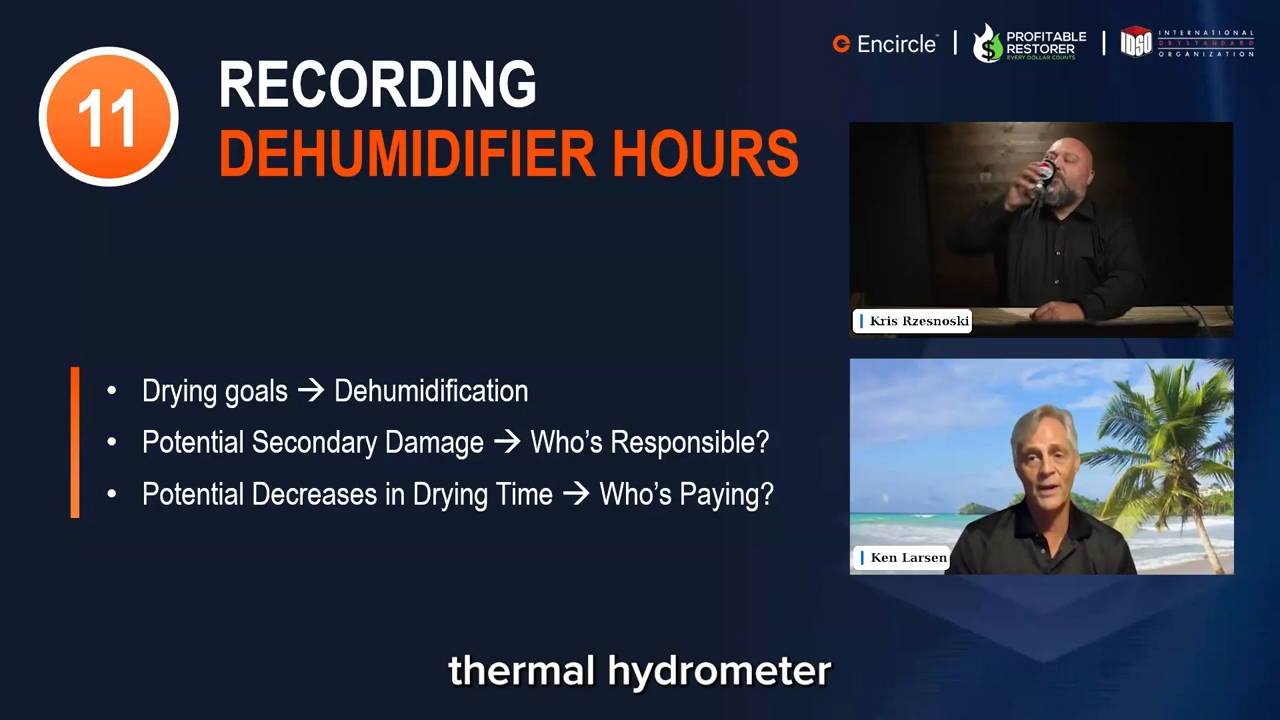 11
RECORDING
DEHUMIDIFIER HOURS
Encircle
PROFITABLE
RESTORER
EVERY DOLLAR COUNTS
IDSO
INTERNATIONAL
DRYSTANDARD
ORGANIZATION
Kris Rzesnoski
• Drying goals → Dehumidification
• Potential Secondary Damage → Who's Responsible?
• Potential Decreases in Drying Time → Who's Paying?
Ken Larsen
thermal hydrometer